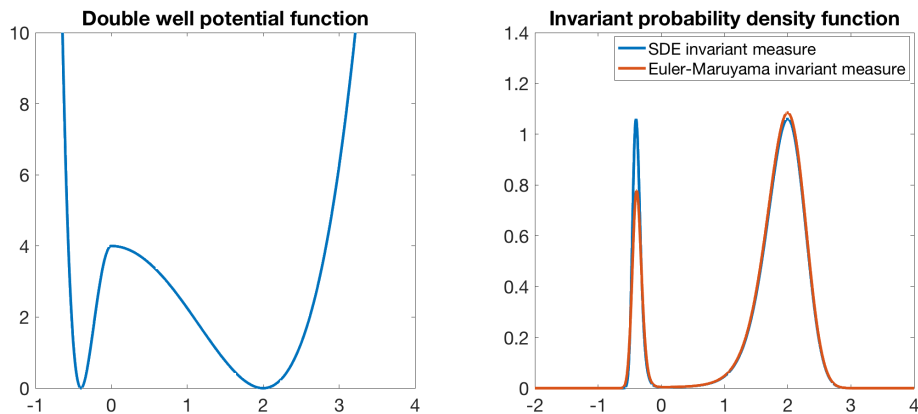 Double well potential function
10
8
6
4
2
0
-1 0 1 2 3 4
Invariant probability density function
1.4
1.2
1
0.8
0.6
0.4
0.2
0
-2 -1 0 1 2 3 4
SDE invariant measure
Euler-Maruyama invariant measure